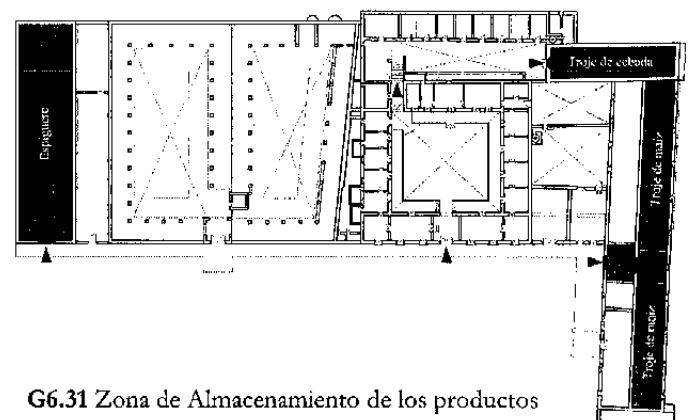 Espiguero
Troje de cebada
Troje de maíz
Troje de maíz
G6.31 Zona de Almacenamiento de los productos